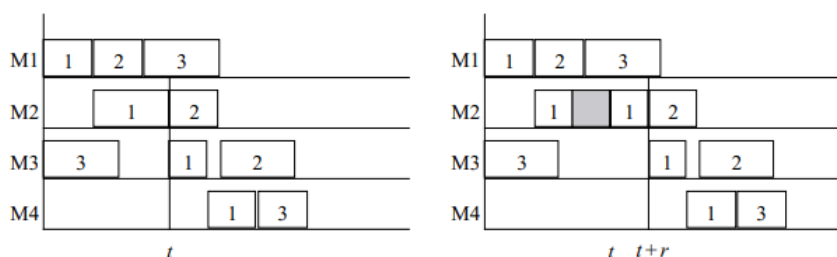 M1 1 2 3
M2 1 2
M3 3 1 2
M4 1 3
t
M1 1 2 3
M2 1 1 2
M3 3 1 2
M4 1 3
t t+r